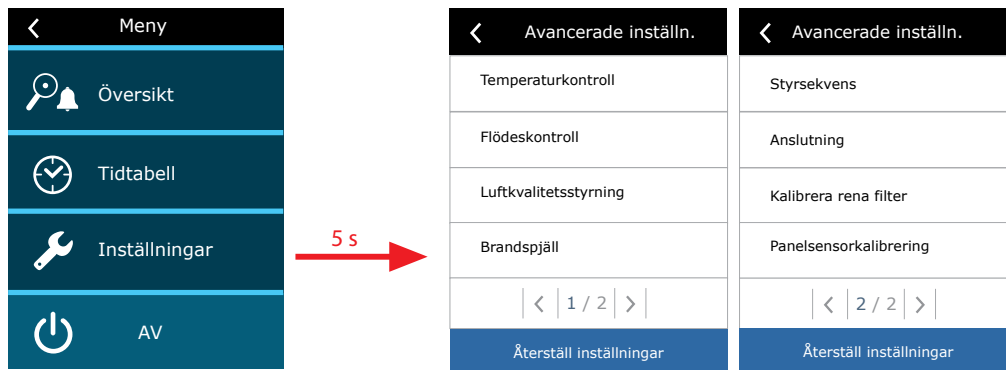 Meny
Översikt
Tidtabell
Inställningar
AV
5 s
Avancerade inställn.
Temperaturkontroll
Flödeskontroll
Luftkvalitetsstyrning
Brandspjäll
1 / 2
Återställ inställningar
Avancerade inställn.
Styrsekvens
Anslutning
Kalibrera rena filter
Panelsensorkalibrering
2 / 2
Återställ inställningar